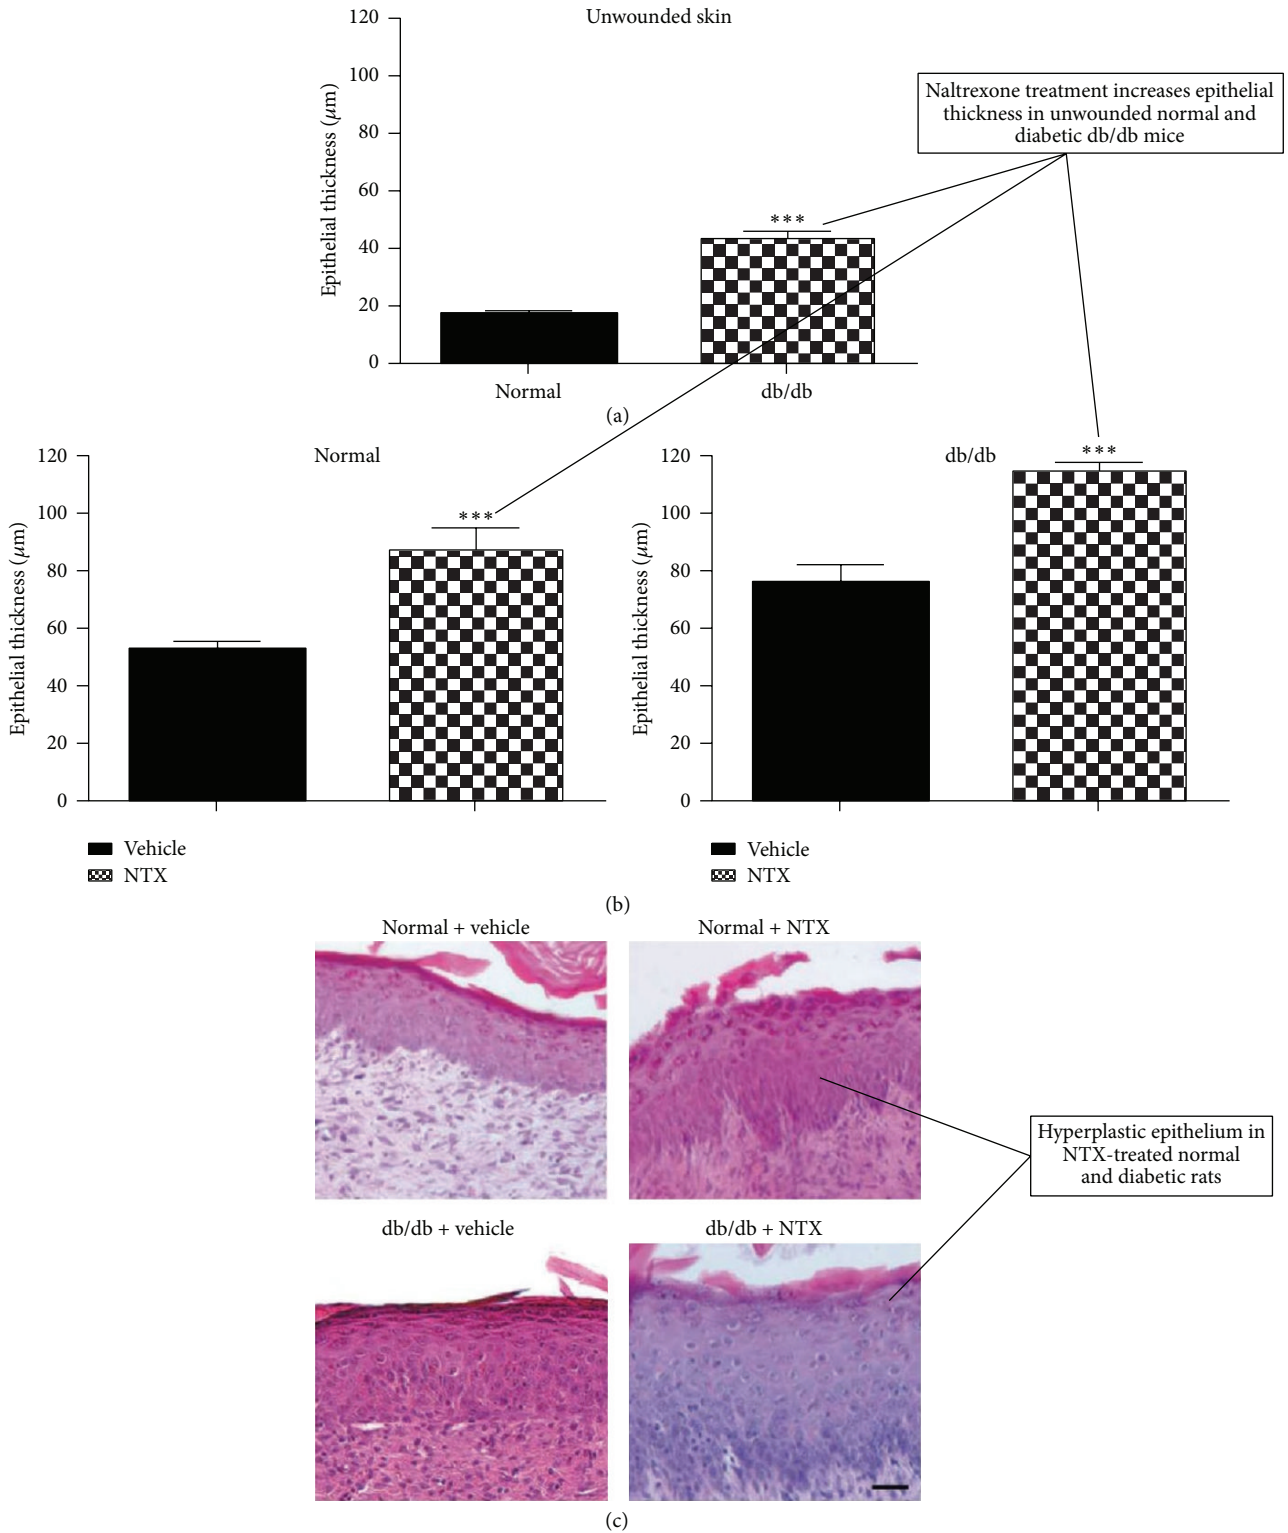 Unwounded skin
120
100
80
60
40
20
0
Epithelial thickness (μm)
***
Normal
db/db
(a)
Naltrexone treatment increases epithelial
thickness in unwounded normal and
diabetic db/db mice
Normal
120
100
80
60
40
20
0
Epithelial thickness (μm)
***
Vehicle
NTX
db/db
120
100
80
60
40
20
0
Epithelial thickness (μm)
***
Vehicle
NTX
(b)
Normal + vehicle
Normal + NTX
db/db + vehicle
db/db + NTX
Hyperplastic epithelium in
NTX-treated normal
and diabetic rats
(c)